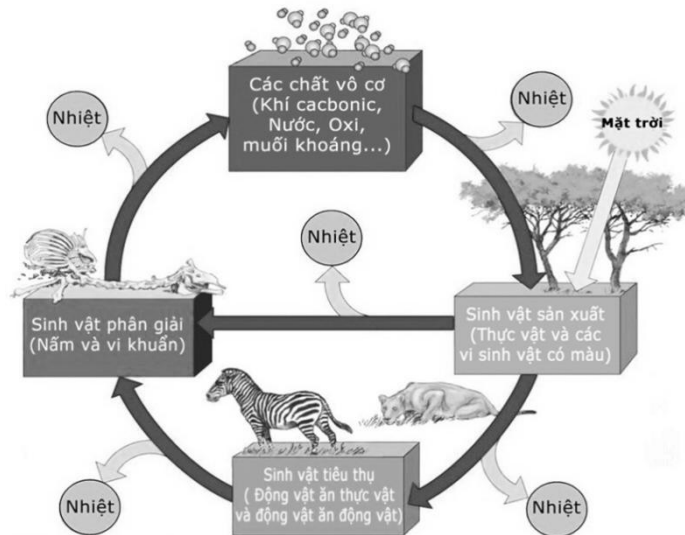 Các chất vô cơ
(Khí cacbonic,
Nước, Oxi,
muối khoáng...)
Nhiệt
Nhiệt
Mặt trời
Nhiệt
Sinh vật phân giải
(Nấm và vi khuẩn)
Sinh vật sản xuất
(Thực vật và các
vi sinh vật có màu)
Sinh vật tiêu thụ
( Động vật ăn thực vật
và động vật ăn động vật)
Nhiệt
Nhiệt